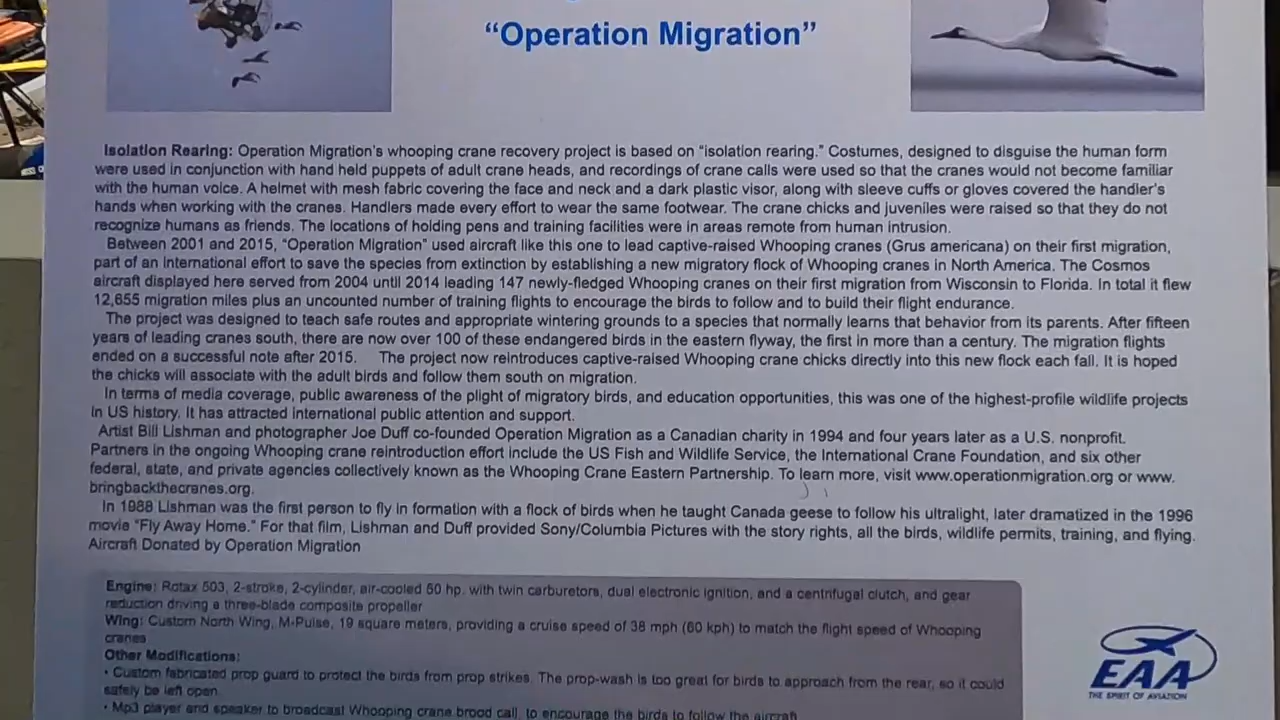 “Operation Migration”
Isolation Rearing: Operation Migration's whooping crane recovery project is based on “isolation rearing.” Costumes, designed to disguise the human form
were used in conjunction with hand held puppets of adult crane heads, and recordings of crane calls were used so that the cranes would not become familiar
with the human voice. A helmet with mesh fabric covering the face and neck and a dark plastic visor, along with sleeve cuffs or gloves covered the handler's
hands when working with the cranes. Handlers made every effort to wear the same footwear. The crane chicks and juveniles were raised so that they do not
recognize humans as friends. The locations of holding pens and training facilities were in areas remote from human intrusion.
Between 2001 and 2015, “Operation Migration” used aircraft like this one to lead captive-raised Whooping cranes (Grus americana) on their first migration,
part of an international effort to save the species from extinction by establishing a new migratory flock of Whooping cranes in North America. The Cosmos
aircraft displayed here served from 2004 until 2014 leading 147 newly-fledged Whooping cranes on their first migration from Wisconsin to Florida. In total it flew
12,655 migration miles plus an uncounted number of training flights to encourage the birds to follow and to build their flight endurance.
The project was designed to teach safe routes and appropriate wintering grounds to a species that normally learns that behavior from its parents. After fifteen
years of leading cranes south, there are now over 100 of these endangered birds in the eastern flyway, the first in more than a century. The migration flights
ended on a successful note after 2015. The project now reintroduces captive-raised Whooping crane chicks directly into this new flock each fall. It is hoped
the chicks will associate with the adult birds and follow them south on migration.
In terms of media coverage, public awareness of the plight of migratory birds, and education opportunities, this was one of the highest-profile wildlife projects
in US history. It has attracted international public attention and support.
Artist Bill Lishman and photographer Joe Duff co-founded Operation Migration as a Canadian charity in 1994 and four years later as a U.S. nonprofit.
Partners in the ongoing Whooping crane reintroduction effort include the US Fish and Wildlife Service, the International Crane Foundation, and six other
federal, state, and private agencies collectively known as the Whooping Crane Eastern Partnership. To learn more, visit www.operationmigration.org or www.
bringbackthecranes.org.
In 1988 Lishman was the first person to fly in formation with a flock of birds when he taught Canada geese to follow his ultralight, later dramatized in the 1996
movie “Fly Away Home.” For that film, Lishman and Duff provided Sony/Columbia Pictures with the story rights, all the birds, wildlife permits, training, and flying.
Aircraft Donated by Operation Migration
Engine: Rotax 503, 2-stroke, 2-cylinder, air-cooled 50 hp. with twin carburetors, dual electronic ignition, and a centrifugal clutch, and gear
reduction driving a three-blade composite propeller
Wing: Custom North Wing, M-Pulse, 19 square meters, providing a cruise speed of 38 mph (60 kph) to match the flight speed of Whooping
cranes
Other Modifications:
• Custom fabricated prop guard to protect the birds from prop strikes. The prop-wash is too great for birds to approach from the rear, so it could
safely be left open.
• Mp3 player and speaker to broadcast Whooping crane brood call, to encourage the birds to follow the aircraft
EAA
THE SPIRIT OF AVIATION